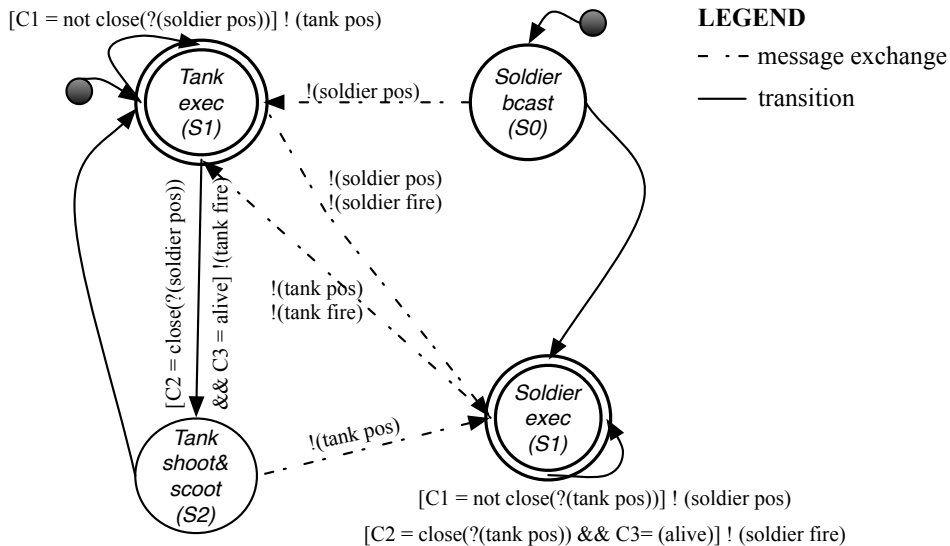 [C1 = not close(?(soldier pos))] ! (tank pos)
LEGEND
message exchange
transition
Tank
exec
(S1)
Soldier
bcast
(S0)
!(soldier pos)
!(soldier pos)
!(soldier fire)
[C2 = close(?(soldier pos))
&& C3 = alive] !(tank fire)
!(tank pos)
!(tank fire)
Soldier
exec
(S1)
Tank
shoot&
scoot
(S2)
!(tank pos)
[C1 = not close(?(tank pos))] ! (soldier pos)
[C2 = close(?(tank pos)) && C3= (alive)] ! (soldier fire)